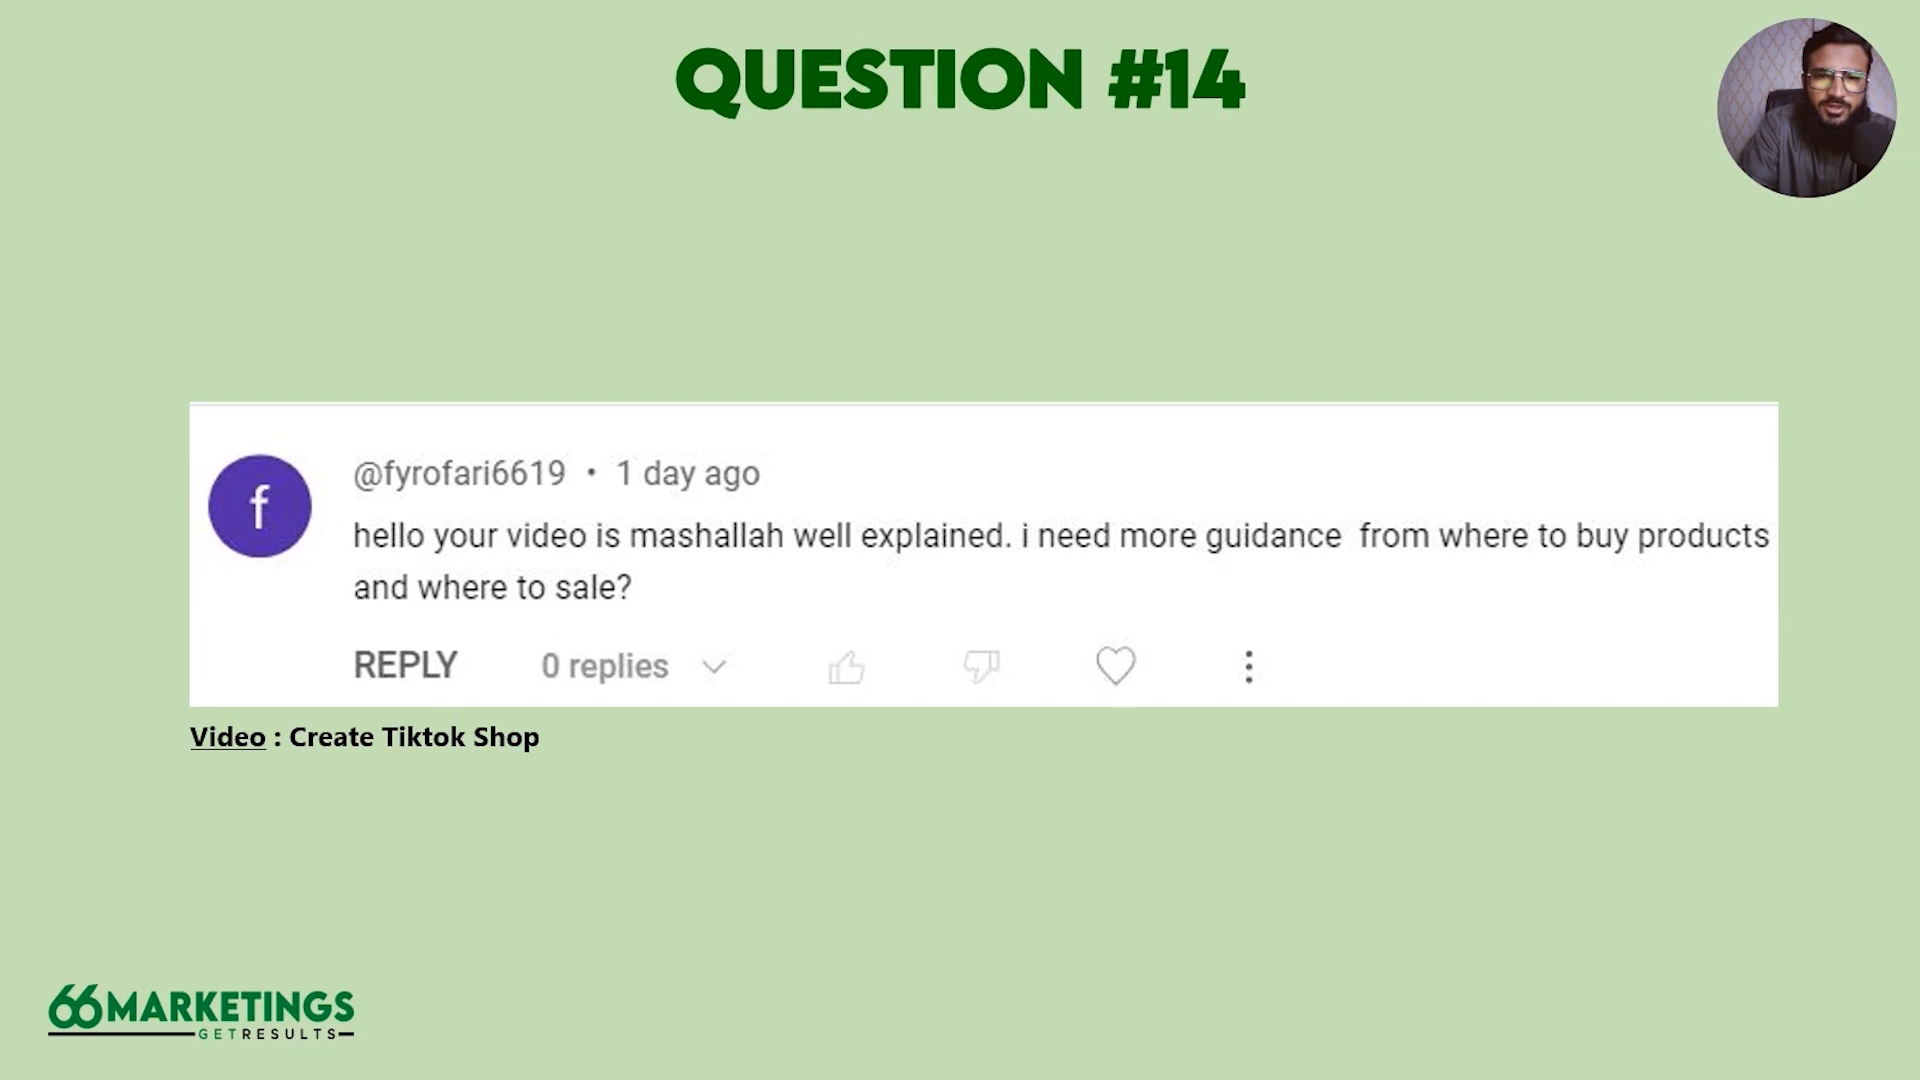 QUESTION #14
f
@fyrofari6619 • 1 day ago
hello your video is mashallah well explained. i need more guidance from where to buy products
and where to sale?
REPLY 0 replies
Video : Create Tiktok Shop
66MARKETINGS
GETRESULTS